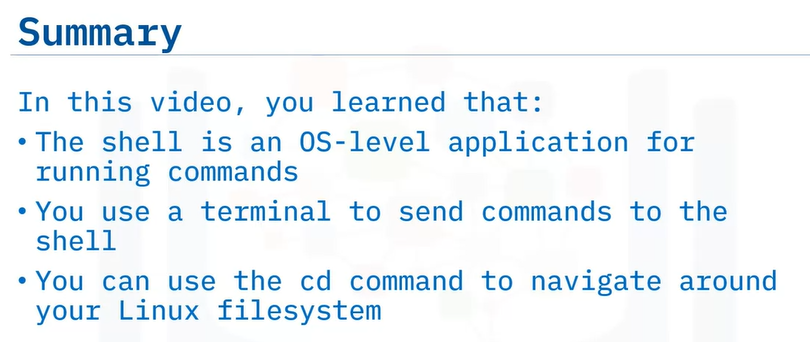 Summary
In this video, you learned that:
• The shell is an OS-level application for
running commands
• You use a terminal to send commands to the
shell
• You can use the cd command to navigate around
your Linux filesystem